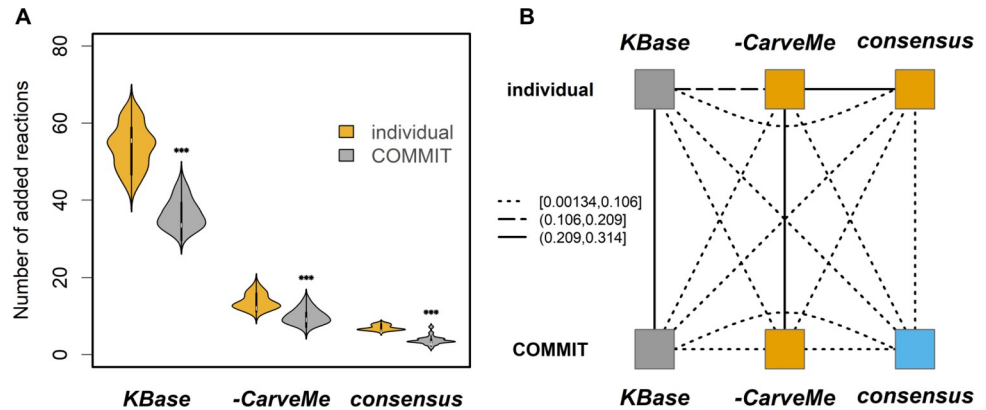 A
Number of added reactions
80
60
40
20
0
***
***
***
individual
COMMIT
KBase -CarveMe consensus
B
KBase -CarveMe consensus
individual
[0.00134,0.106]
(0.106,0.209]
(0.209,0.314]
COMMIT
KBase -CarveMe consensus